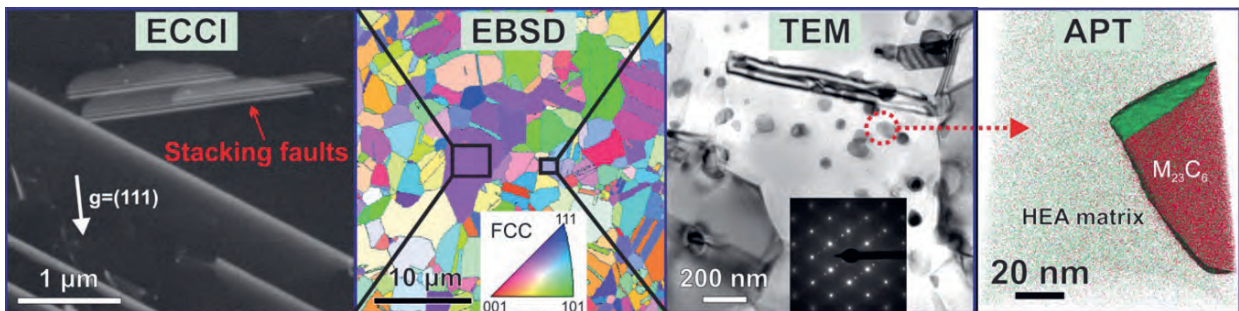 ECCI
Stacking faults
g=(111)
1 µm
EBSD
FCC
111
001
101
10 µm
TEM
200 nm
APT
M₂₃C₆
HEA matrix
20 nm